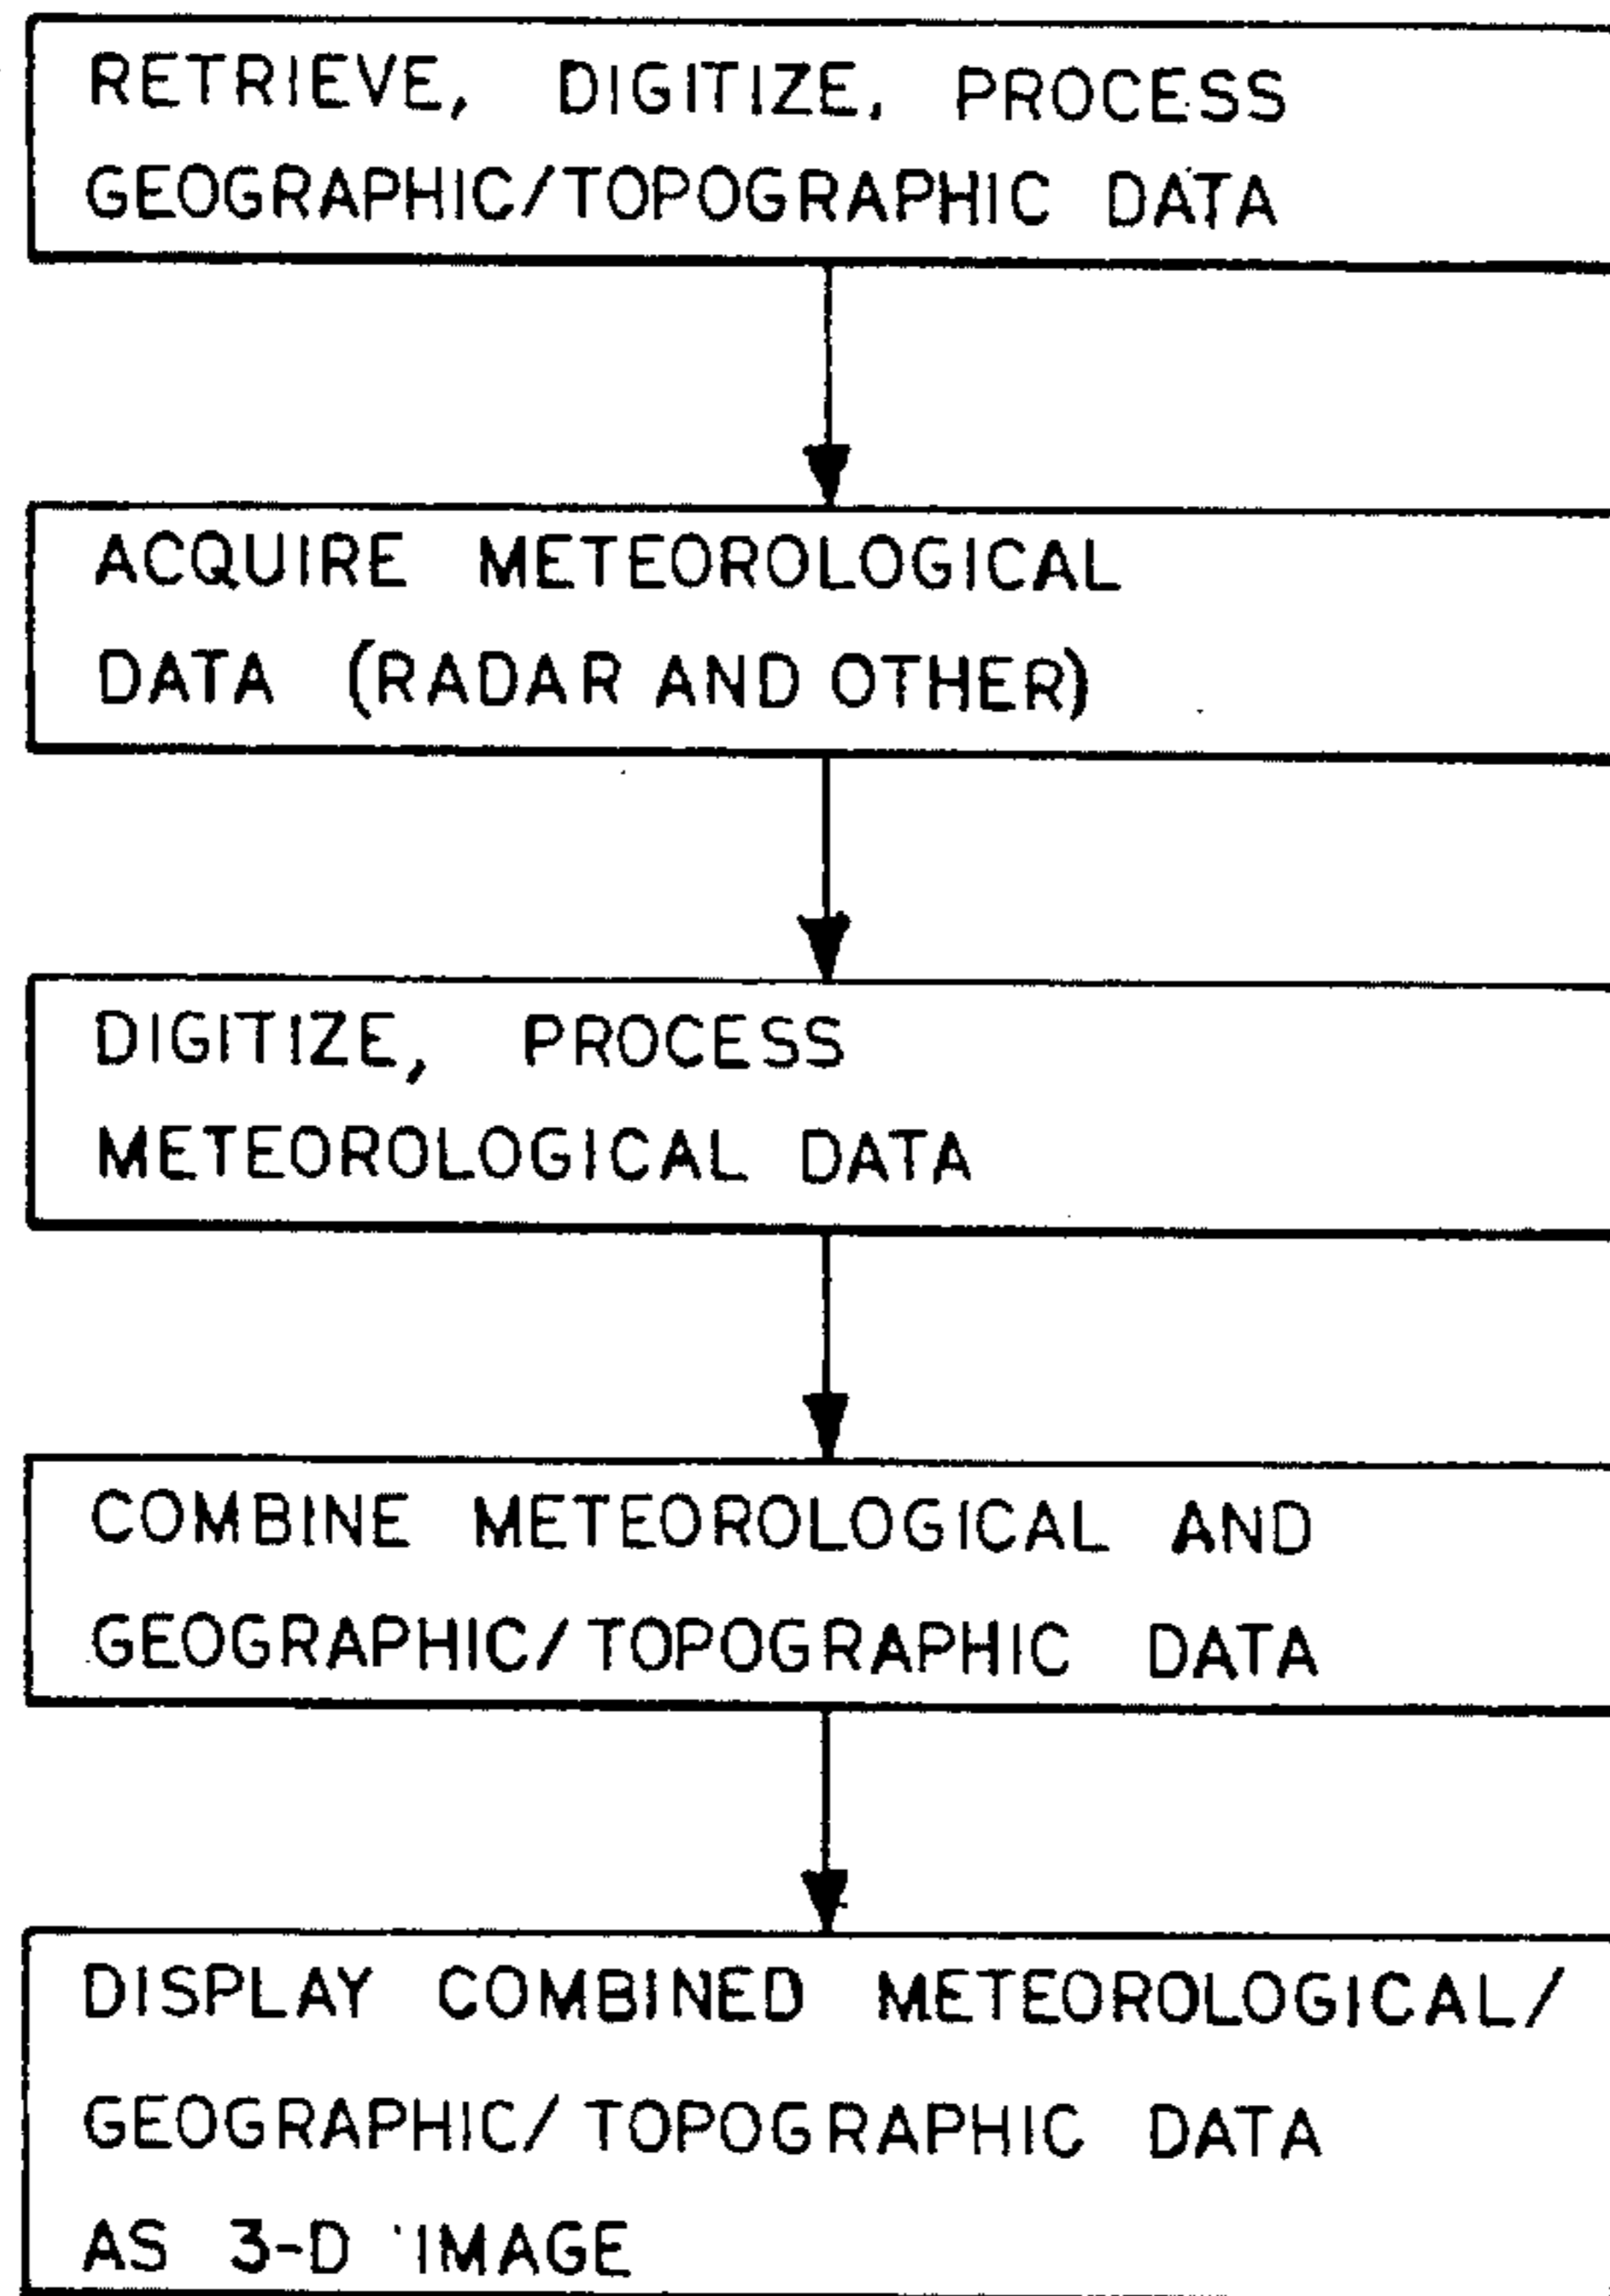 RETRIEVE, DIGITIZE, PROCESS
GEOGRAPHIC/TOPOGRAPHIC DATA
ACQUIRE METEOROLOGICAL
DATA (RADAR AND OTHER)
DIGITIZE, PROCESS
METEOROLOGICAL DATA
COMBINE METEOROLOGICAL AND
GEOGRAPHIC/TOPOGRAPHIC DATA
DISPLAY COMBINED METEOROLOGICAL/
GEOGRAPHIC/TOPOGRAPHIC DATA
AS 3-D IMAGE